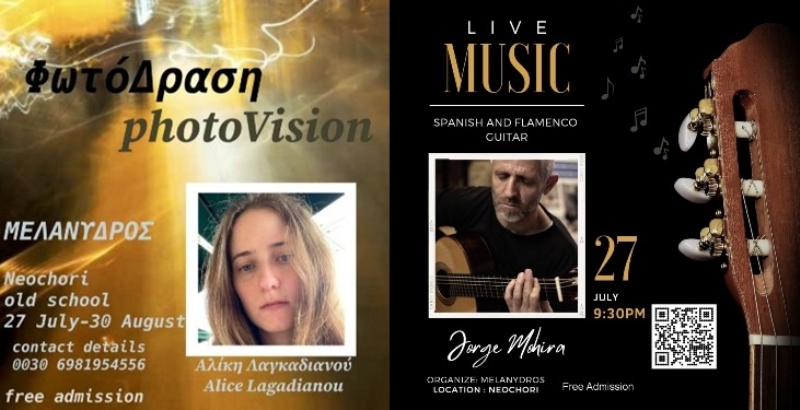 ΦωτόΔραση
photoVision
ΜΕΛΑΝΥΔΡΟΣ
Neochori
old school
27 July-30 August
contact details
0030 6981954556
free admission
Αλίκη Λαγκαδιανού
Alice Lagadianou
LIVE
MUSIC
SPANISH AND FLAMENCO
GUITAR
27
JULY
9:30PM
Jorge Mohira
ORGANIZE: MELANYDROS
LOCATION : NEOCHORI
Free Admission